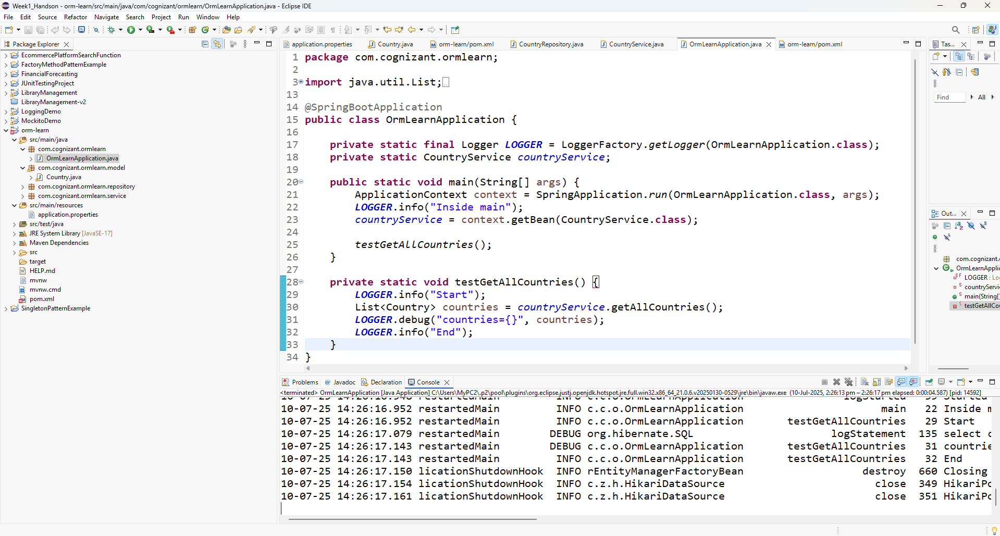 Week1_Handson - orm-learn/src/main/java/com/cognizant/ormlearn/OrmLearnApplication.java - Eclipse IDE
File Edit Source Refactor Navigate Search Project Run Window Help
Package Explorer
EcommercePlatformSearchFunction
FactoryMethodPatternExample
FinancialForecasting
JUnitTestingProject
LibraryManagement
LibraryManagement-v2
LoggingDemo
MockitoDemo
orm-learn
src/main/java
com.cognizant.ormlearn
OrmLearnApplication.java
com.cognizant.ormlearn.model
Country.java
com.cognizant.ormlearn.repository
com.cognizant.ormlearn.service
src/main/resources
application.properties
src/test/java
JRE System Library [JavaSE-17]
Maven Dependencies
src
target
HELP.md
mvnw
mvnw.cmd
pom.xml
SingletonPatternExample
application.properties Country.java orm-learn/pom.xml CountryRepository.java CountryService.java OrmLearnApplication.java orm-learn/pom.xml
1 package com.cognizant.ormlearn;
2
3 import java.util.List;
13
14 @SpringBootApplication
15 public class OrmLearnApplication {
16
17 private static final Logger LOGGER = LoggerFactory.getLogger(OrmLearnApplication.class);
18 private static CountryService countryService;
19
20 public static void main(String[] args) {
21 ApplicationContext context = SpringApplication.run(OrmLearnApplication.class, args);
22 LOGGER.info("Inside main");
23 countryService = context.getBean(CountryService.class);
24
25 testGetAllCountries();
26 }
27
28 private static void testGetAllCountries() {
29 LOGGER.info("Start");
30 List<Country> countries = countryService.getAllCountries();
31 LOGGER.debug("countries={}", countries);
32 LOGGER.info("End");
33 }
34 }
Tas...
Find All
Out...
com.cognizant.
OrmLearnApplic
LOGGER : Lo
countryServi
main(String[]
testGetAllCou
Problems @ Javadoc Declaration Console
<terminated> OrmLearnApplication [Java Application] C:\Users\MyPC2\.p2\pool\plugins\org.eclipse.justj.openjdk.hotspot.jre.full.win32.x86_64_21.0.6.v20250130-0529\jre\bin\javaw.exe (10-Jul-2025, 2:26:13 pm – 2:26:17 pm elapsed: 0:00:04.587) [pid: 14592]
10-07-25 14:26:16.952 restartedMain INFO c.c.o.OrmLearnApplication main 22 Inside m
10-07-25 14:26:16.952 restartedMain INFO c.c.o.OrmLearnApplication testGetAllCountries 29 Start
10-07-25 14:26:17.079 restartedMain DEBUG org.hibernate.SQL logStatement 135 select c
10-07-25 14:26:17.143 restartedMain DEBUG c.c.o.OrmLearnApplication testGetAllCountries 31 countrie
10-07-25 14:26:17.143 restartedMain INFO c.c.o.OrmLearnApplication testGetAllCountries 32 End
10-07-25 14:26:17.150 licationShutdownHook INFO rEntityManagerFactoryBean destroy 660 Closing
10-07-25 14:26:17.154 licationShutdownHook INFO c.z.h.HikariDataSource close 349 HikariPo
10-07-25 14:26:17.161 licationShutdownHook INFO c.z.h.HikariDataSource close 351 HikariPo